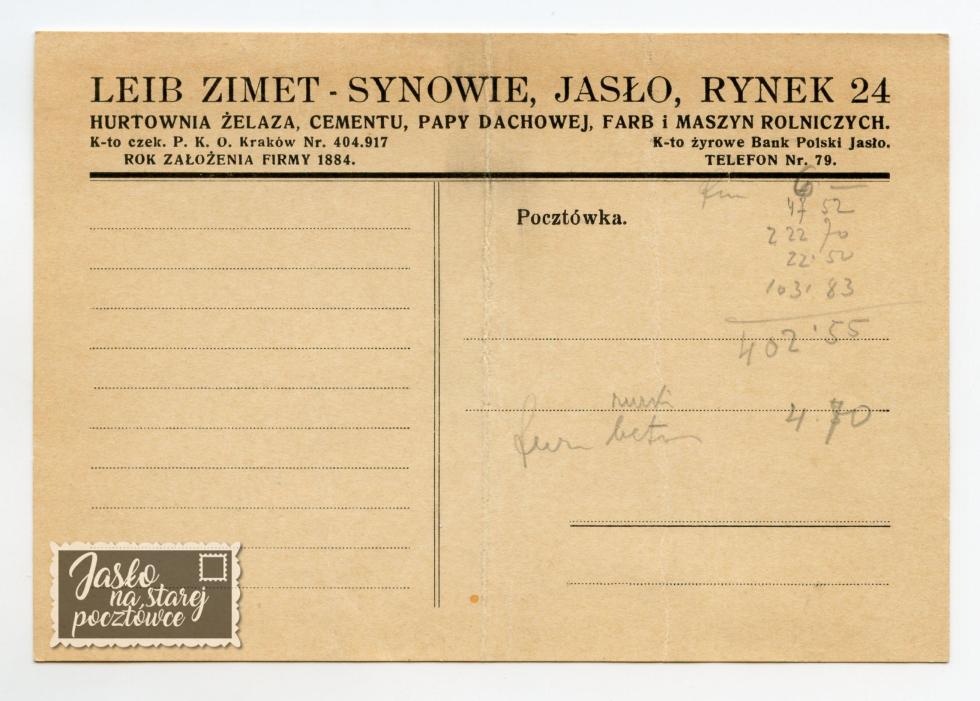 LEIB ZIMET - SYNOWIE, JASŁO, RYNEK 24
HURTOWNIA ŻELAZA, CEMENTU, PAPY DACHOWEJ, FARB i MASZYN ROLNICZYCH.
K-to czek. P. K. O. Kraków Nr. 404.917
K-to żyrowe Bank Polski Jasło.
ROK ZAŁOŻENIA FIRMY 1884.
TELEFON Nr. 79.
Pocztówka.
6 —
47 52
222 70
22·50
103· 83
402·55
4.70
Jasło
na starej
pocztówce